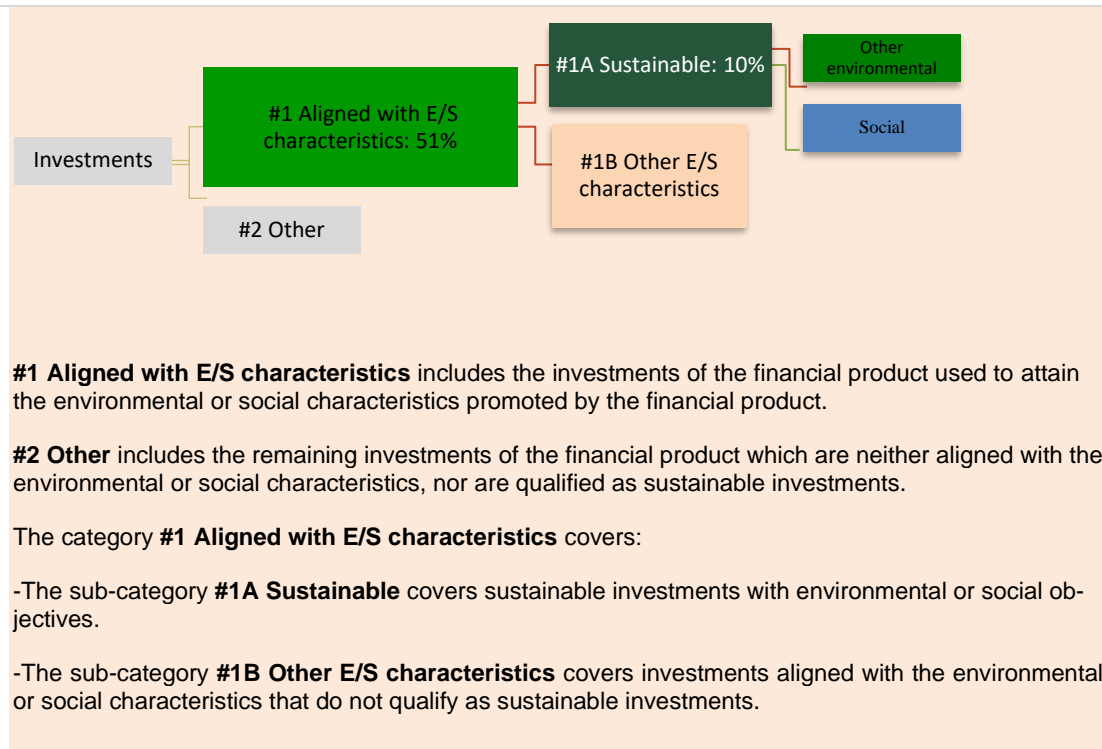 Investments
#1 Aligned with E/S
characteristics: 51%
#2 Other
#1A Sustainable: 10%
#1B Other E/S
characteristics
Other
environmental
Social
#1 Aligned with E/S characteristics includes the investments of the financial product used to attain
the environmental or social characteristics promoted by the financial product.
#2 Other includes the remaining investments of the financial product which are neither aligned with the
environmental or social characteristics, nor are qualified as sustainable investments.
The category #1 Aligned with E/S characteristics covers:
-The sub-category #1A Sustainable covers sustainable investments with environmental or social ob-
jectives.
-The sub-category #1B Other E/S characteristics covers investments aligned with the environmental
or social characteristics that do not qualify as sustainable investments.